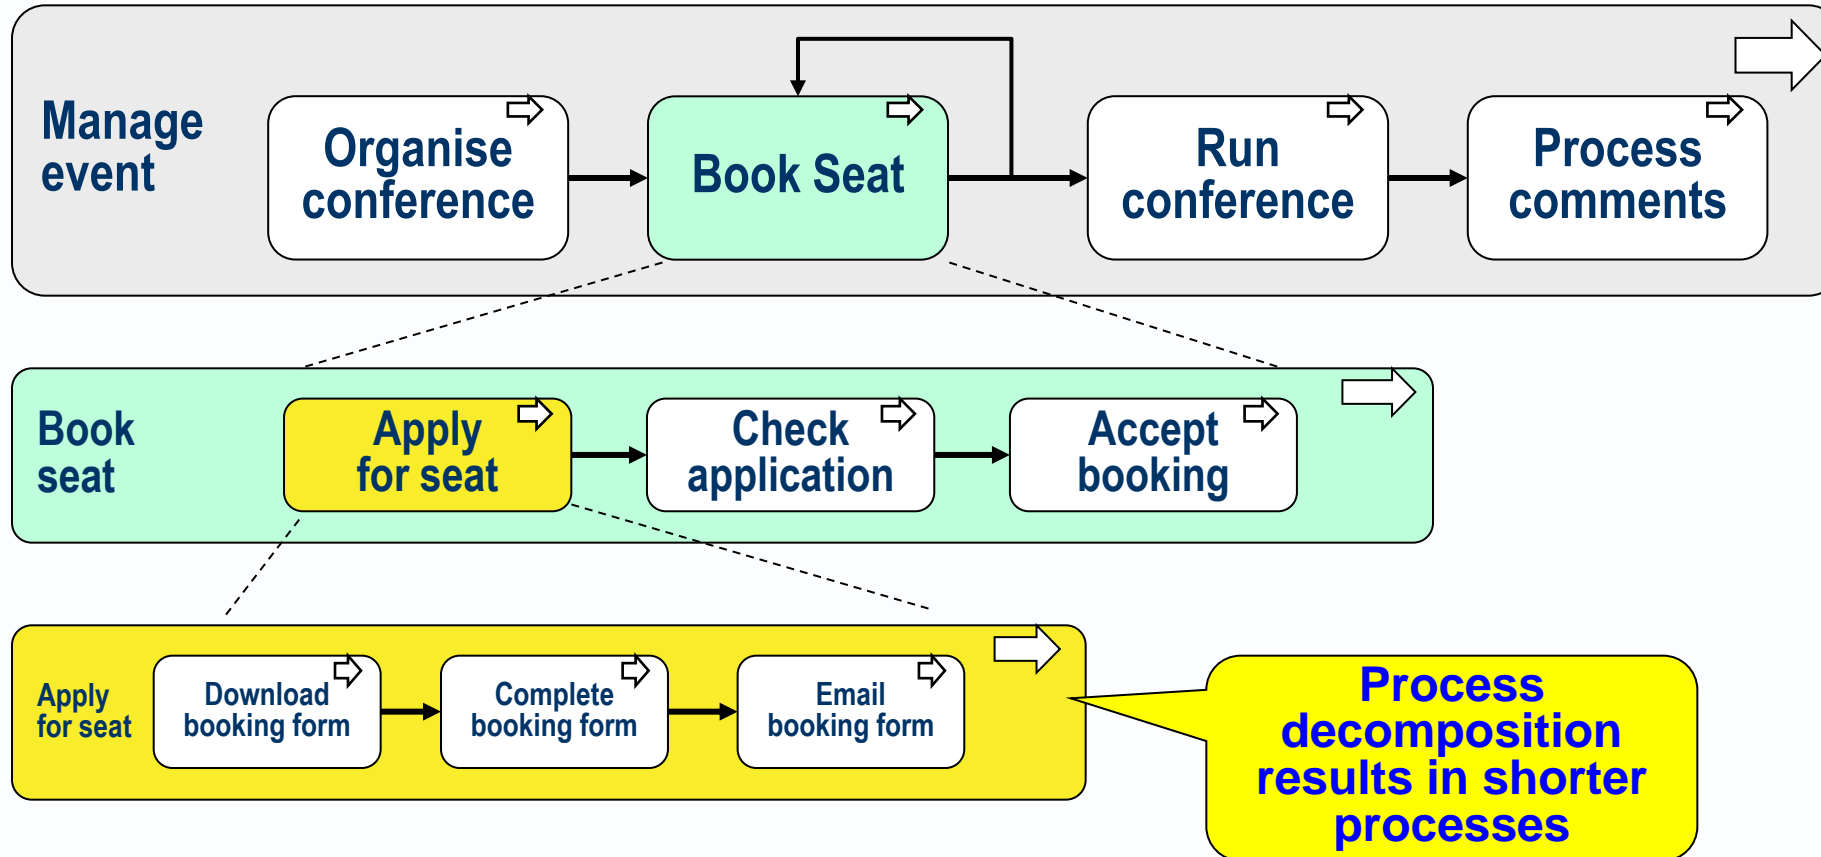 Manage
event
Organise
conference
Book Seat
Run
conference
Process
comments
Book
seat
Apply
for seat
Check
application
Accept
booking
Apply
for seat
Download
booking form
Complete
booking form
Email
booking form
Process
decomposition
results in shorter
processes